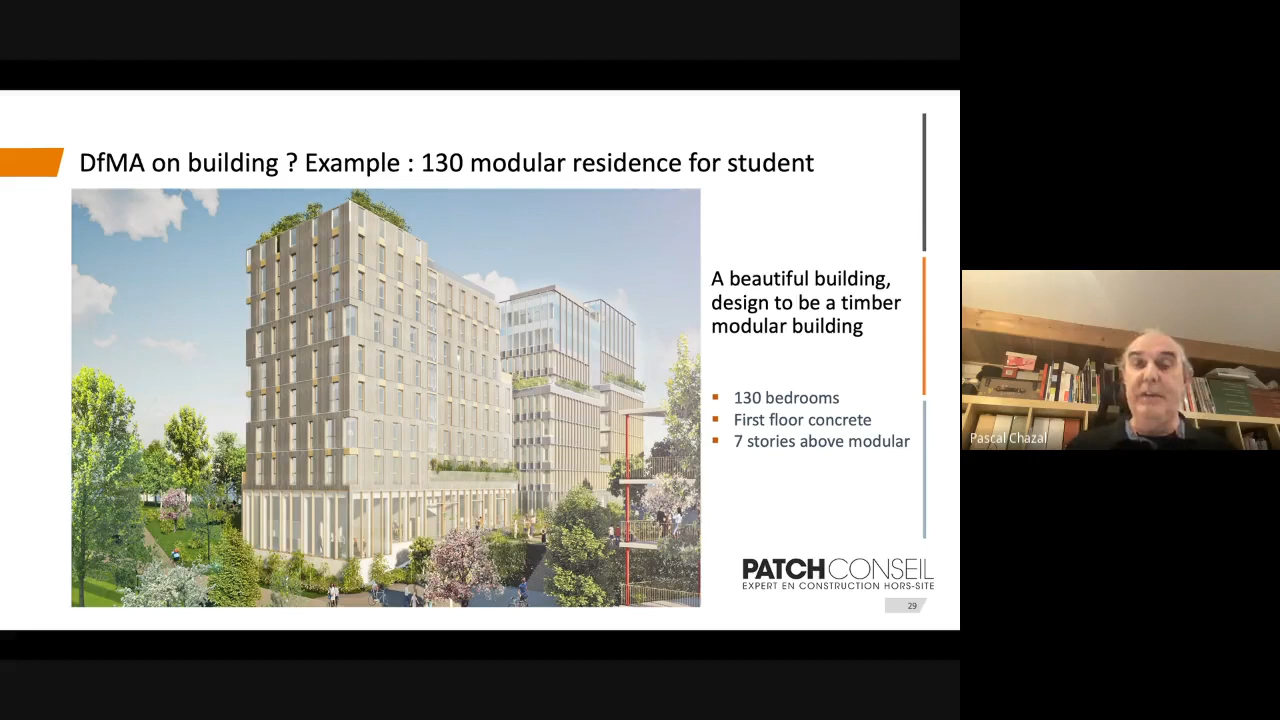 DfMA on building ? Example : 130 modular residence for student
A beautiful building,
design to be a timber
modular building
▪ 130 bedrooms
▪ First floor concrete
▪ 7 stories above modular
PATCHCONSEIL
EXPERT EN CONSTRUCTION HORS-SITE
29
Pascal Chazal